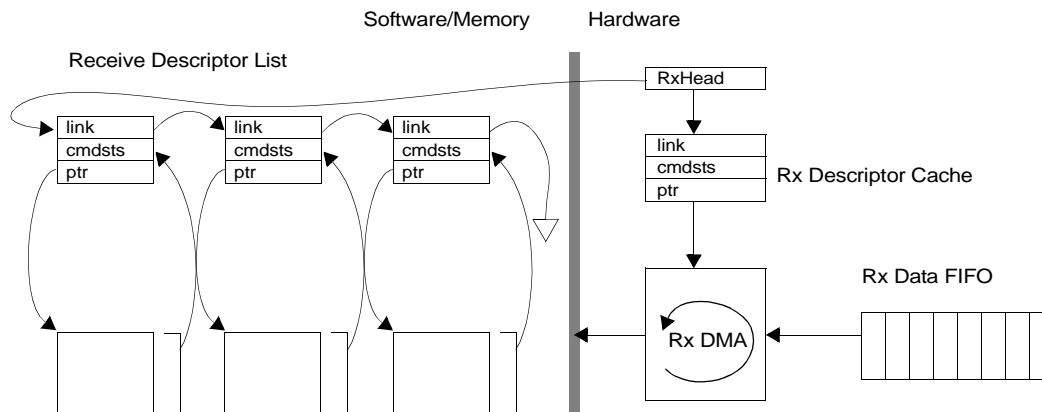 Software/Memory
Hardware
Receive Descriptor List
RxHead
link
cmdsts
ptr
link
cmdsts
ptr
link
cmdsts
ptr
link
cmdsts
ptr
Rx Descriptor Cache
Rx Data FIFO
Rx DMA